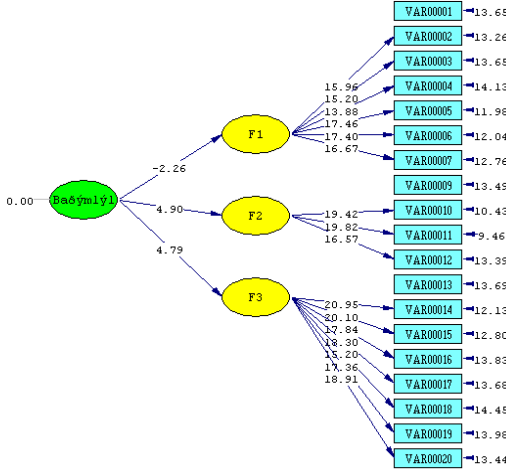 VAR00001 13.65
VAR00002 13.26
VAR00003 13.65
VAR00004 14.13
VAR00005 11.98
VAR00006 12.04
VAR00007 12.76
VAR00009 13.49
VAR00010 10.43
VAR00011 9.46
VAR00012 13.39
VAR00013 13.69
VAR00014 12.13
VAR00015 12.80
VAR00016 13.83
VAR00017 13.68
VAR00018 14.45
VAR00019 13.98
VAR00020 13.44
15.96
15.20
13.88
17.46
17.40
16.67
F1
19.42
19.82
16.57
F2
20.95
20.10
17.84
18.30
15.20
17.36
18.91
F3
-2.26
4.90
4.79
0.00
Baðýmlýl